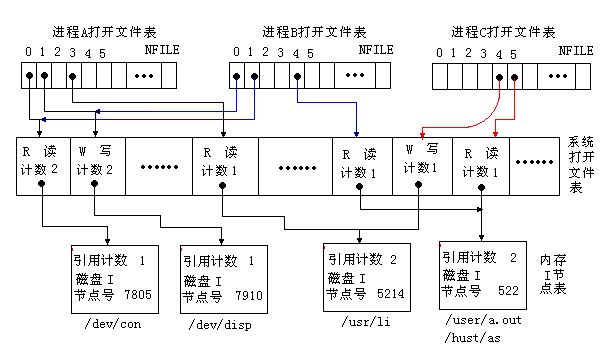 进程A打开文件表 进程B打开文件表 进程C打开文件表
0 1 2 3 4 5 NFILE 0 1 2 3 4 5 NFILE 0 1 2 3 4 5 NFILE
••• ••• •••
R 读 W 写 R 读 R 读 W 写 R 读 系统
计数2 计数2 •••••• 计数 1 •••••• 计数1 计数1 计数 1 •••••• 打开
文件
表
引用计数 1 引用计数 1 引用计数 2 引用计数 2 内存
磁盘 I 磁盘 I 磁盘 I 磁盘 I I节
节点号 7805 节点号 7910 节点号 5214 节点号 522 点表
/dev/con /dev/disp /usr/li /user/a.out
/hust/as